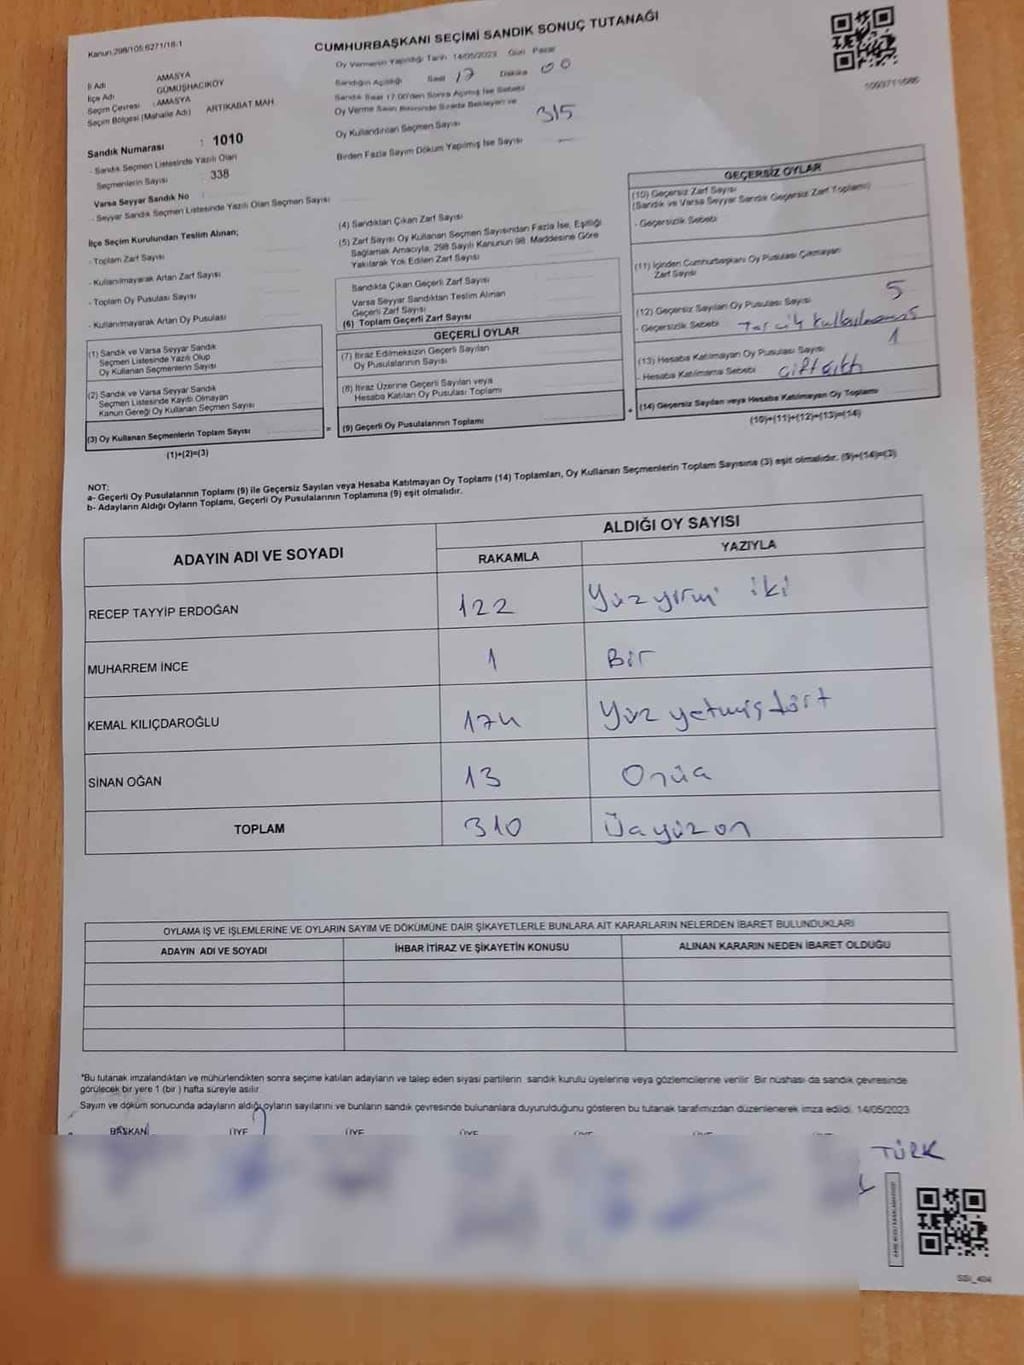 Kanun:298/105;6271/18-1
CUMHURBAŞKANI SEÇİMİ SANDIK SONUÇ TUTANAĞI
Oy Vermenin Yapıldığı Tarih 14/05/2023 Gün Pazar
İl Adı AMASYA
Sandığın Açıldığı Saat 17 Dakika 00
İlçe Adı GÜMÜŞHACIKÖY
Sandık Saat 17:00'den Sonra Açılmış İse Sebebi
Seçim Çevresi : AMASYA
Oy Verme Saati Bitiminde Sırada Bekleyen ve
Seçim Bölgesi (Mahalle Adı) ARTIKABAT MAH.
Oy Kullandırılan Seçmen Sayısı 315
Sandık Numarası : 1010
Birden Fazla Sayım Döküm Yapılmış İse Sayısı
- Sandık Seçmen Listesinde Yazılı Olan
Seçmenlerin Sayısı 338
Varsa Seyyar Sandık No
- Seyyar Sandık Seçmen Listesinde Yazılı Olan Seçmen Sayısı
İlçe Seçim Kurulundan Teslim Alınan;
- Toplam Zarf Sayısı
- Kullanılmayarak Artan Zarf Sayısı
- Toplam Oy Pusulası Sayısı
- Kullanılmayarak Artan Oy Pusulası
(1) Sandık ve Varsa Seyyar Sandık
Seçmen Listesinde Yazılı Olup
Oy Kullanan Seçmenlerin Sayısı
(2) Sandık ve Varsa Seyyar Sandık
Seçmen Listesinde Kayıtlı Olmayan
Kanun Gereği Oy Kullanan Seçmen Sayısı
(3) Oy Kullanan Seçmenlerin Toplam Sayısı
(1)+(2)=(3)
(4) Sandıktan Çıkan Zarf Sayısı
(5) Zarf Sayısı Oy Kullanan Seçmen Sayısından Fazla İse, Eşitliği
Sağlamak Amacıyla, 298 Sayılı Kanunun 98. Maddesine Göre
Yakılarak Yok Edilen Zarf Sayısı
Sandıkta Çıkan Geçerli Zarf Sayısı
Varsa Seyyar Sandıktan Teslim Alınan
Geçerli Zarf Sayısı
(6) Toplam Geçerli Zarf Sayısı
GEÇERLİ OYLAR
(7) İtiraz Edilmeksizin Geçerli Sayılan
Oy Pusulalarının Sayısı
(8) İtiraz Üzerine Geçerli Sayılan veya
Hesaba Katılan Oy Pusulası Toplamı
= (9) Geçerli Oy Pusulalarının Toplamı
GEÇERSİZ OYLAR
(10) Geçersiz Zarf Sayısı
(Sandık ve Varsa Seyyar Sandık Geçersiz Zarf Toplamı)
- Geçersizlik Sebebi
(11) İçinden Cumhurbaşkanı Oy Pusulası Çıkmayan
Zarf Sayısı
(12) Geçersiz Sayılan Oy Pusulası Sayısı 5
- Geçersizlik Sebebi Tercih kullanılmamış
(13) Hesaba Katılmayan Oy Pusulası Sayısı 1
- Hesaba Katılmama Sebebi çift çıktı
+ (14) Geçersiz Sayılan veya Hesaba Katılmayan Oy Toplamı
(10)+(11)+(12)+(13)=(14)
NOT:
a- Geçerli Oy Pusulalarının Toplamı (9) ile Geçersiz Sayılan veya Hesaba Katılmayan Oy Toplamı (14) Toplamları, Oy Kullanan Seçmenlerin Toplam Sayısına (3) eşit olmalıdır. (9)+(14)=(3)
b- Adayların Aldığı Oyların Toplamı, Geçerli Oy Pusulalarının Toplamına (9) eşit olmalıdır.
ADAYIN ADI VE SOYADI ALDIĞI OY SAYISI
RAKAMLA YAZIYLA
RECEP TAYYİP ERDOĞAN 122 Yüz yirmi iki
MUHARREM İNCE 1 Bir
KEMAL KILIÇDAROĞLU 174 Yüz yetmiş dört
SİNAN OĞAN 13 Onüç
TOPLAM 310 Üçyüzon
OYLAMA İŞ VE İŞLEMLERİNE VE OYLARIN SAYIM VE DÖKÜMÜNE DAİR ŞİKAYETLERLE BUNLARA AİT KARARLARIN NELERDEN İBARET BULUNDUKLARI
ADAYIN ADI VE SOYADI İHBAR İTİRAZ VE ŞİKAYETİN KONUSU ALINAN KARARIN NEDEN İBARET OLDUĞU
*Bu tutanak imzalandıktan ve mühürlendikten sonra seçime katılan adayların ve talep eden siyasi partilerin sandık kurulu üyelerine veya gözlemcilerine verilir. Bir nüshası da sandık çevresinde
görülecek bir yere 1 (bir) hafta süreyle asılır.
Sayım ve döküm sonucunda adayların aldığı oyların sayılarını ve bunların sandık çevresinde bulunanlara duyurulduğunu gösteren bu tutanak tarafımızdan düzenlenerek imza edildi. 14/05/2023
BAŞKAN ÜYE ÜYE ÜYE
TÜRK